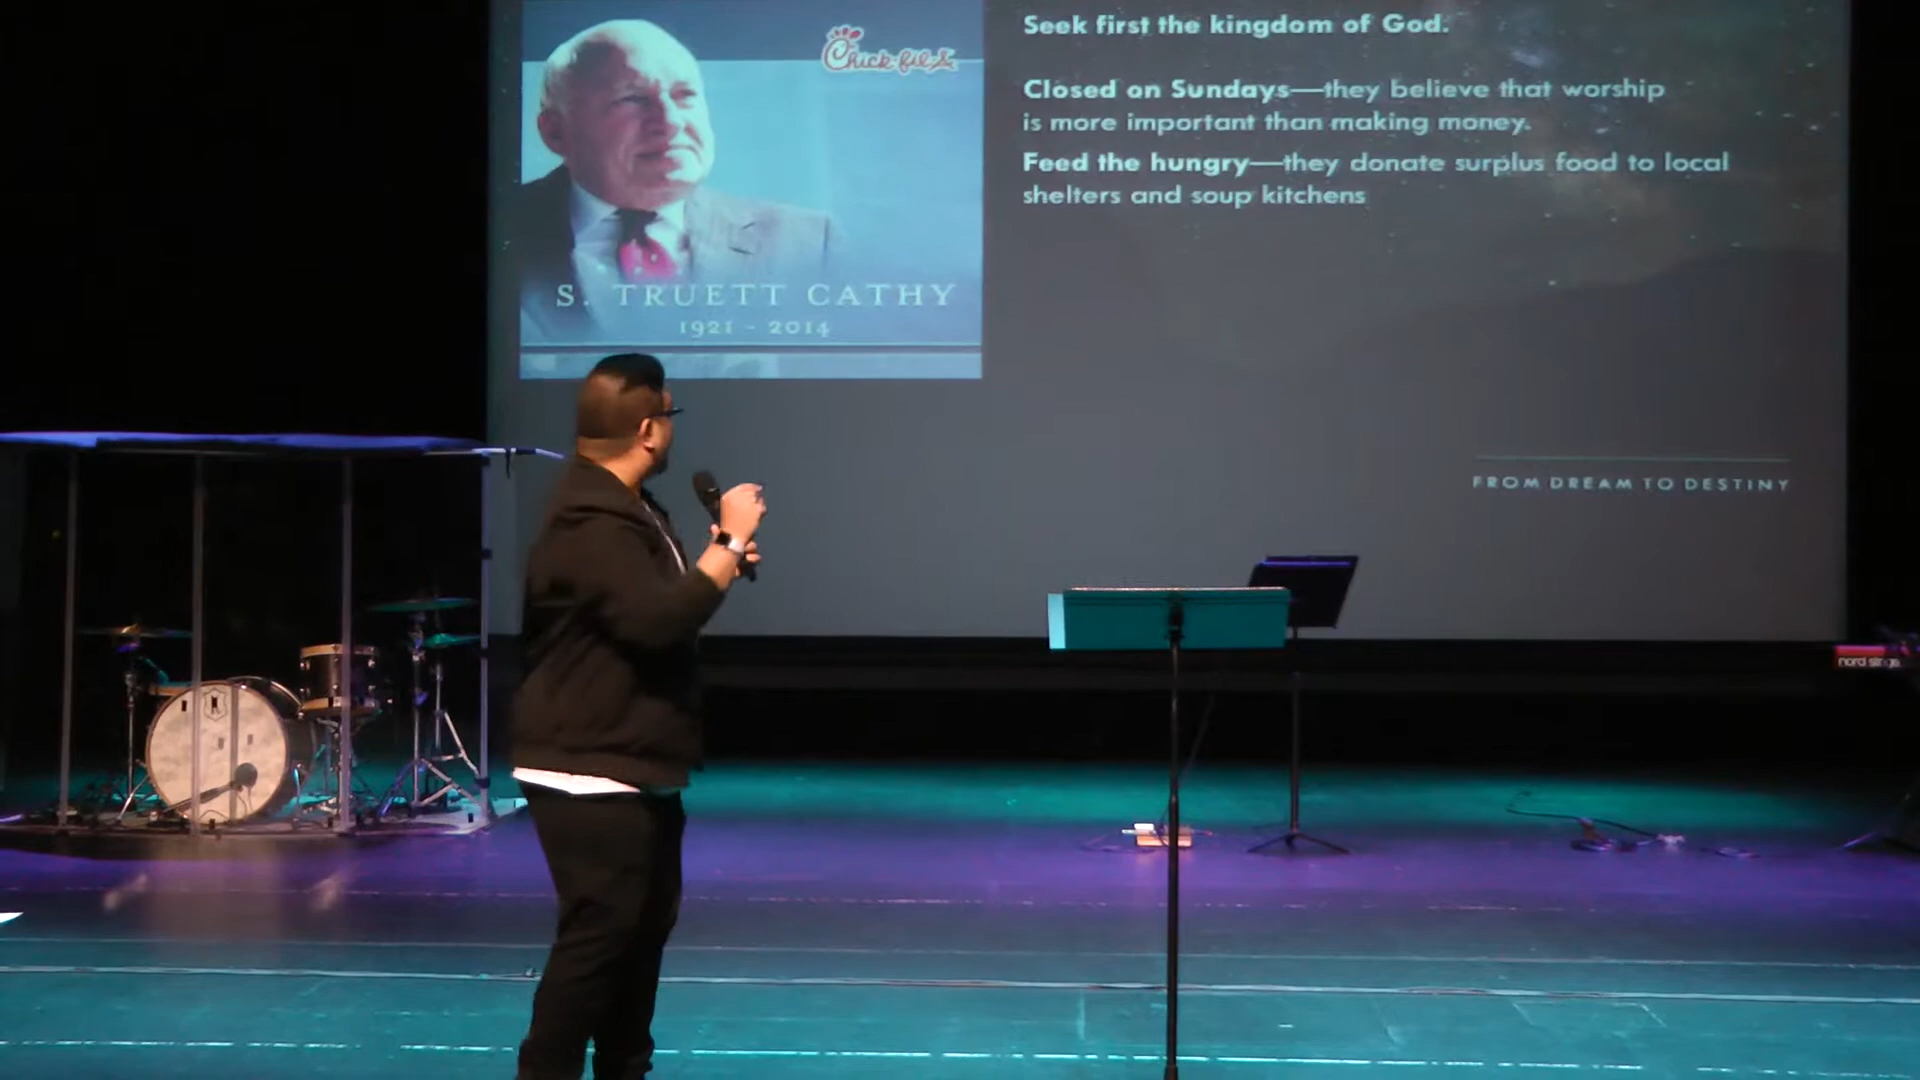 Chick-fil-A
S. TRUETT CATHY
1921 - 2014
Seek first the kingdom of God.
Closed on Sundays—they believe that worship
is more important than making money.
Feed the hungry—they donate surplus food to local
shelters and soup kitchens
FROM DREAM TO DESTINY
nord stage